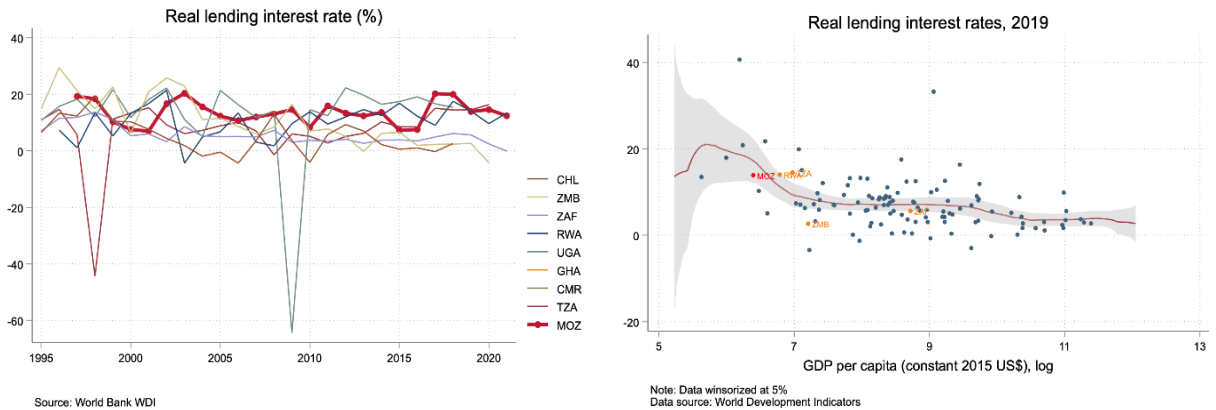 Real lending interest rate (%)
40
20
0
-20
-40
-60
1995
2000
2005
2010
2015
2020
CHL
ZMB
ZAF
RWA
UGA
GHA
CMR
TZA
MOZ
Source: World Bank WDI
Real lending interest rates, 2019
40
20
0
-20
MOZ
RWA
TZA
ZMB
ZAF
5
7
9
11
13
GDP per capita (constant 2015 US$), log
Note: Data winsorized at 5%
Data source: World Development Indicators